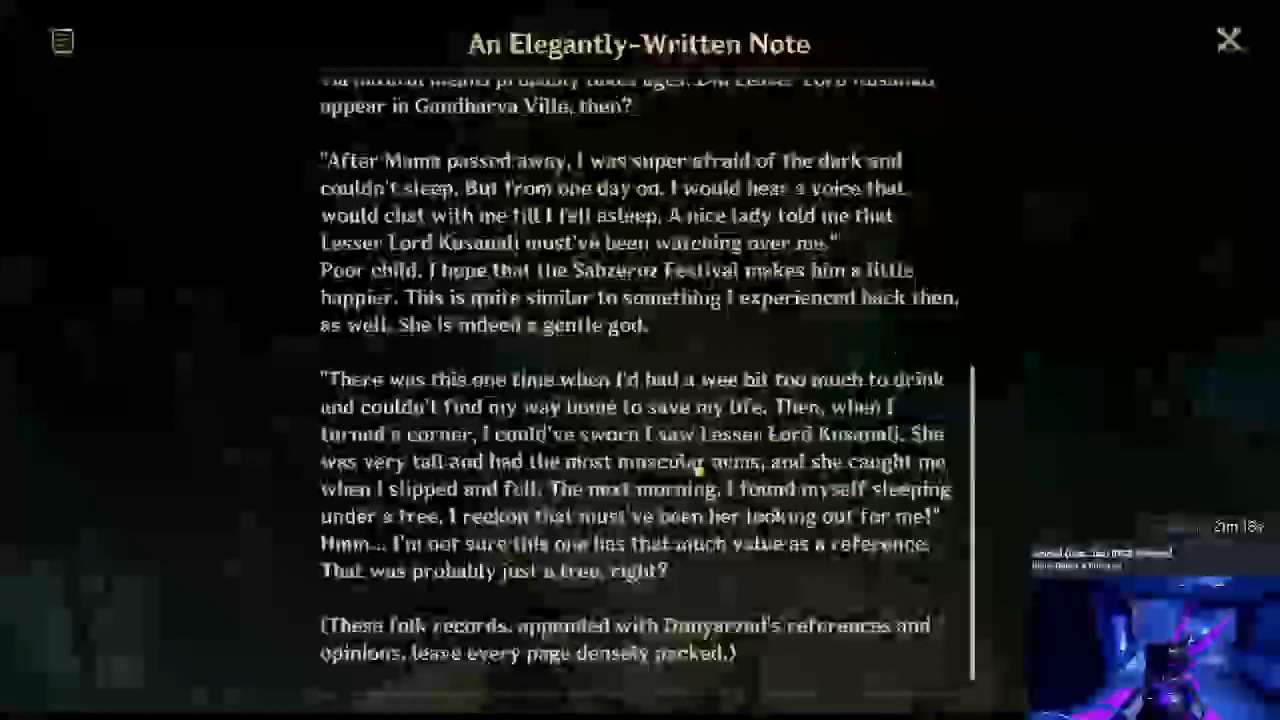 An Elegantly-Written Note
appear in Gandharva Ville, then?
"After Mama passed away, I was super afraid of the dark and
couldn't sleep. But from one day on, I would hear a voice that
would chat with me till I fell asleep. A nice lady told me that
Lesser Lord Kusanali must've been watching over me."
Poor child. I hope that the Sabzeruz Festival makes him a little
happier. This is quite similar to something I experienced back then,
as well. She is indeed a gentle god.
"There was this one time when I'd had a wee bit too much to drink
and couldn't find my way home to save my life. Then, when I
turned a corner, I could've sworn I saw Lesser Lord Kusanali. She
was very tall and had the most muscular arms, and she caught me
when I slipped and fell. The next morning, I found myself sleeping
under a tree. I reckon that must've been her looking out for me!"
Hmm... I'm not sure this one has that much value as a reference.
That was probably just a tree, right?
(These folk records, appended with Dunyarzad's references and
opinions, leave every page densely packed.)